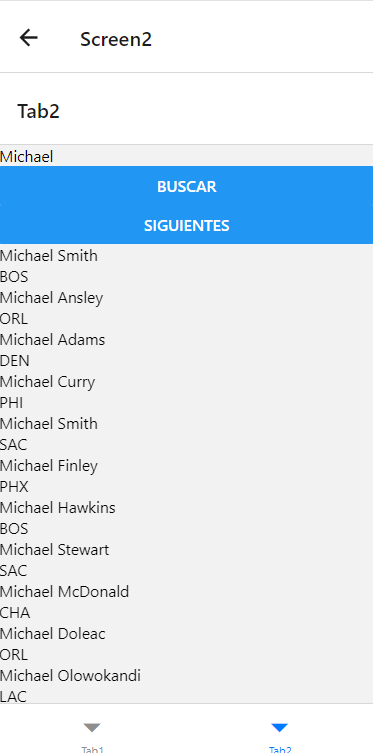 Screen2
Tab2
Michael
BUSCAR
SIGUIENTES
Michael Smith
BOS
Michael Ansley
ORL
Michael Adams
DEN
Michael Curry
PHI
Michael Smith
SAC
Michael Finley
PHX
Michael Hawkins
BOS
Michael Stewart
SAC
Michael McDonald
CHA
Michael Doleac
ORL
Michael Olowokandi
LAC
Tab1 Tab2